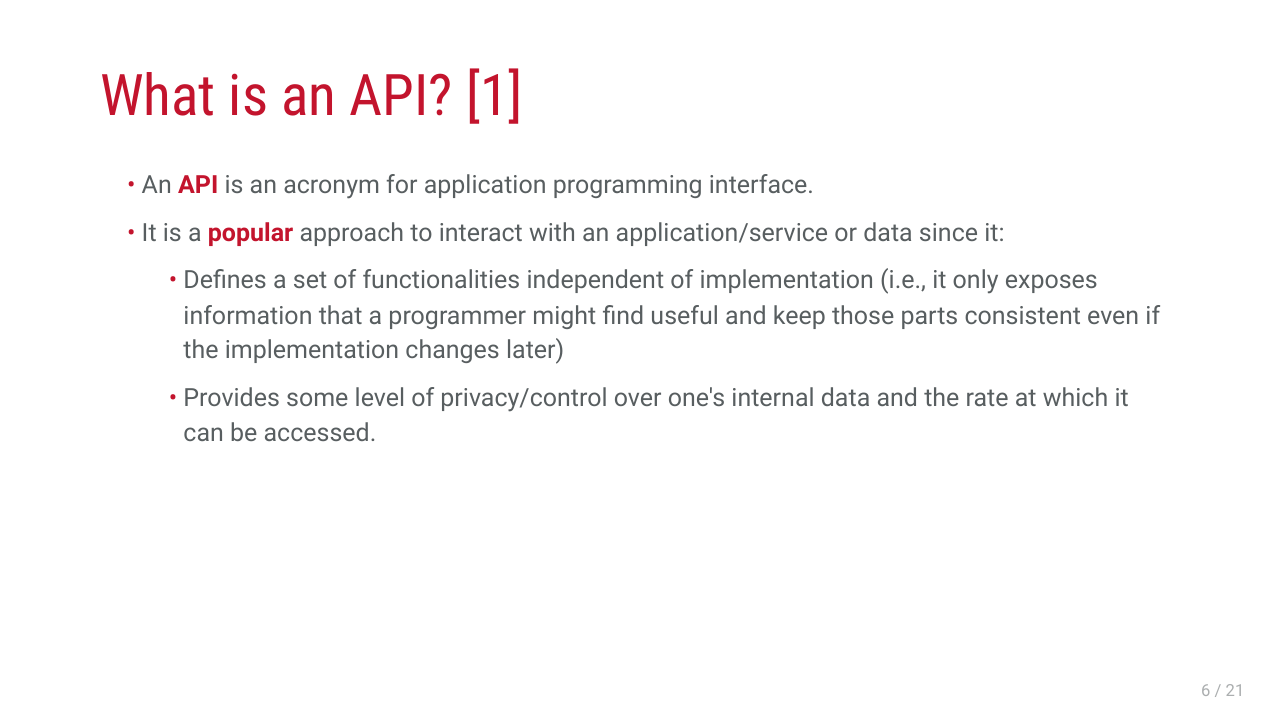 What is an API? [1]
• An API is an acronym for application programming interface.
• It is a popular approach to interact with an application/service or data since it:
• Defines a set of functionalities independent of implementation (i.e., it only exposes
information that a programmer might find useful and keep those parts consistent even if
the implementation changes later)
• Provides some level of privacy/control over one's internal data and the rate at which it
can be accessed.
6 / 21